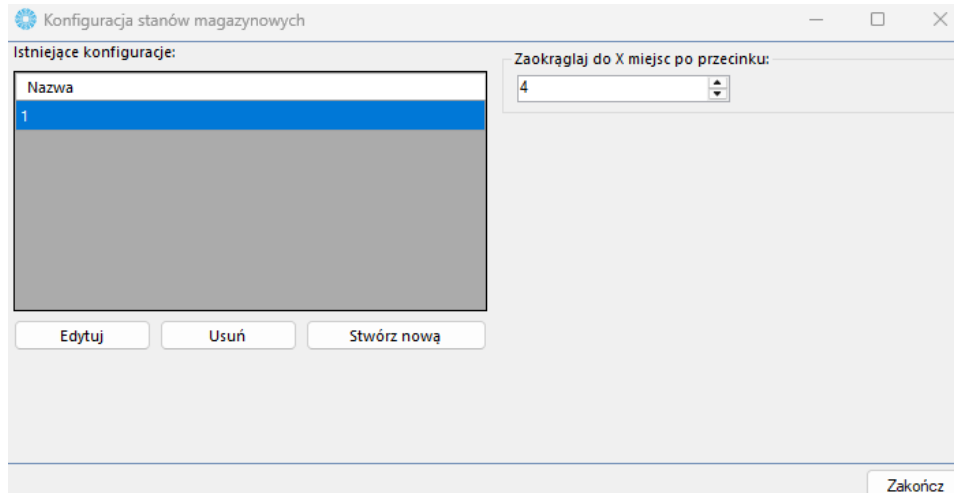 Konfiguracja stanów magazynowych
Istniejące konfiguracje:
Zaokrąglaj do X miejsc po przecinku:
Nazwa
4
1
Edytuj
Usuń
Stwórz nową
Zakończ